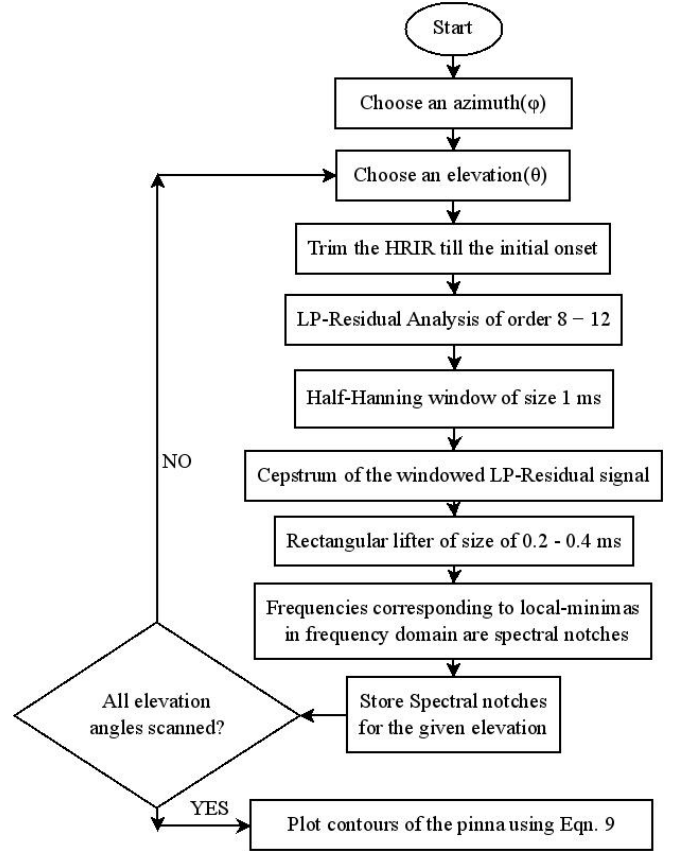 Start
Choose an azimuth(φ)
Choose an elevation(θ)
Trim the HRIR till the initial onset
LP-Residual Analysis of order 8 − 12
Half-Hanning window of size 1 ms
NO
Cepstrum of the windowed LP-Residual signal
Rectangular lifter of size of 0.2 - 0.4 ms
Frequencies corresponding to local-minimas
in frequency domain are spectral notches
All elevation
angles scanned?
Store Spectral notches
for the given elevation
YES
Plot contours of the pinna using Eqn. 9